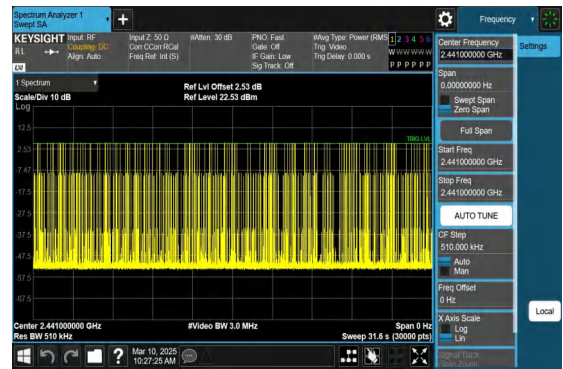 Spectrum Analyzer 1
Swept SA
+
Frequency
KEYSIGHT
RL
LXI
Input: RF
Coupling: DC
Align: Auto
Input Z: 50 Ω
Corr CCorr RCal
Freq Ref: Int (S)
#Atten: 30 dB
PNO: Fast
Gate: Off
IF Gain: Low
Sig Track: Off
#Avg Type: Power (RMS
Trig: Video
Trig Delay: 0.000 s
1 2 3 4 5 6
W W W W W W
P P P P P P
1 Spectrum
Scale/Div 10 dB
Log
Ref Lvl Offset 2.53 dB
Ref Level 22.53 dBm
12.5
2.53
-7.47
-17.5
-27.5
-37.5
-47.5
-57.5
-67.5
TRIG LVL
Center 2.441000000 GHz
Res BW 510 kHz
#Video BW 3.0 MHz
Span 0 Hz
Sweep 31.6 s (30000 pts)
Mar 10, 2025
10:27:25 AM
?
Center Frequency
2.441000000 GHz
Settings
Span
0.00000000 Hz
Swept Span
Zero Span
Full Span
Start Freq
2.441000000 GHz
Stop Freq
2.441000000 GHz
AUTO TUNE
CF Step
510.000 kHz
Auto
Man
Freq Offset
0 Hz
X Axis Scale
Log
Lin
Local
Signal Track
(Span Zoom)